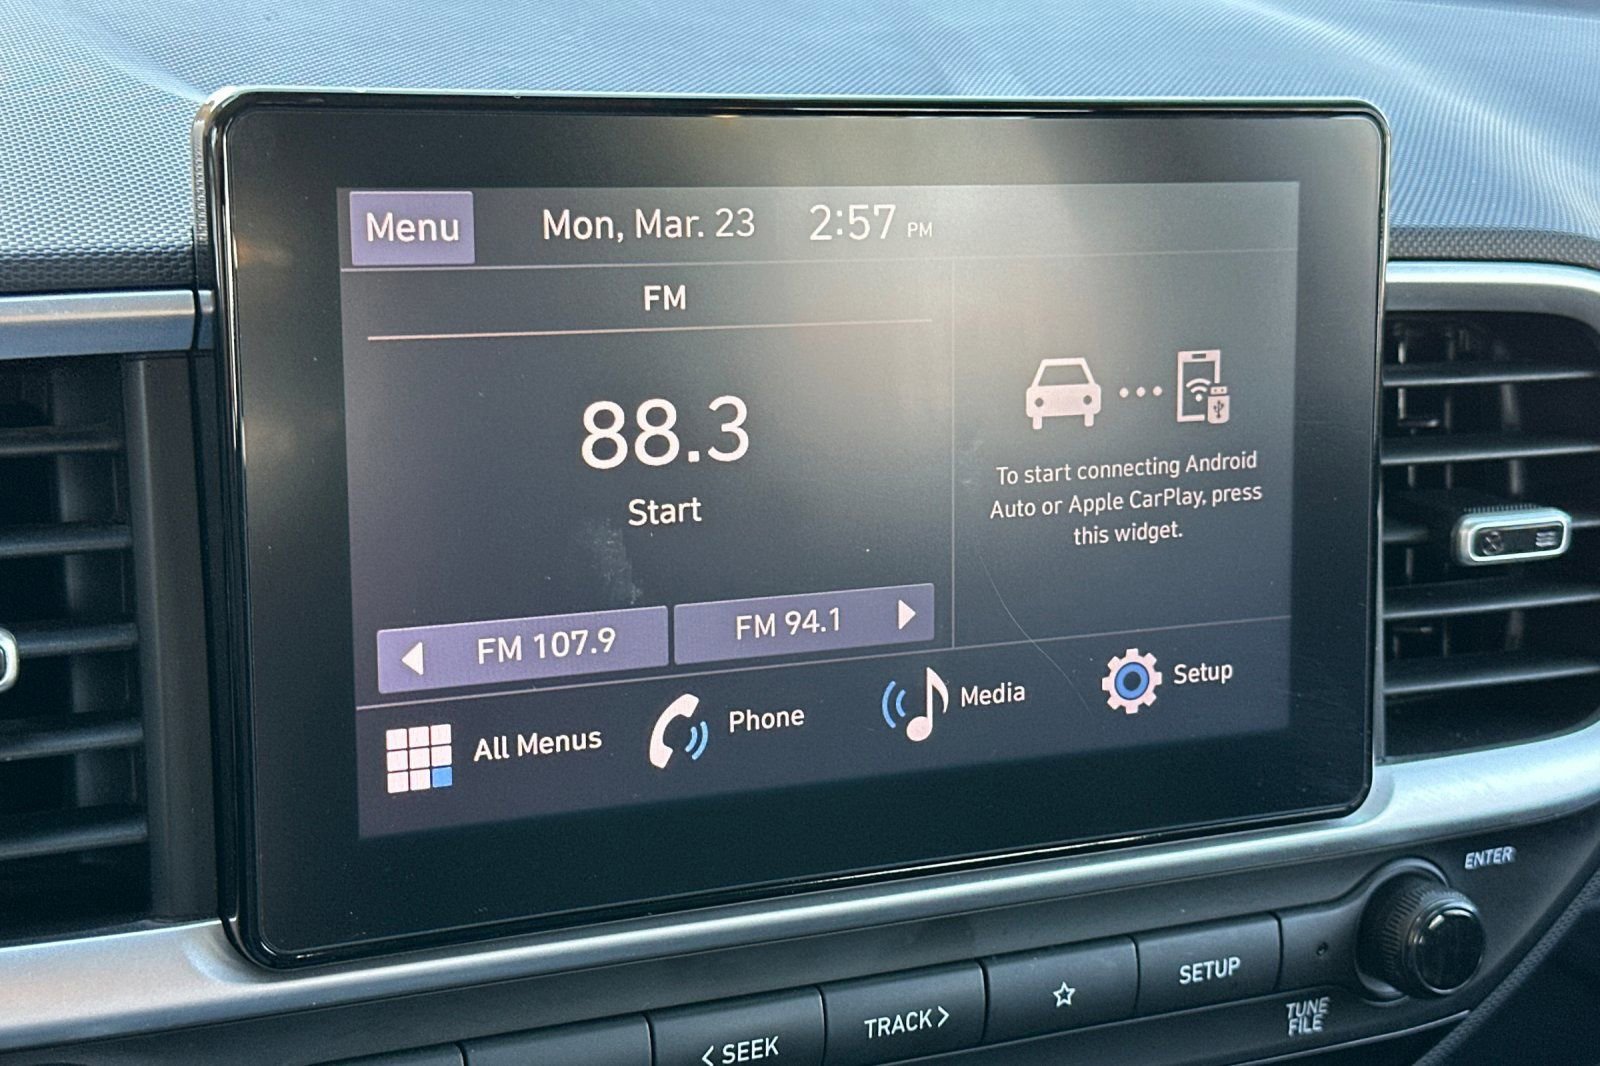 Menu
Mon, Mar. 23
2:57 PM
FM
88.3
Start
To start connecting Android
Auto or Apple CarPlay, press
this widget.
FM 107.9
FM 94.1
All Menus
Phone
Media
Setup
ENTER
< SEEK
TRACK >
SETUP
TUNE
FILE